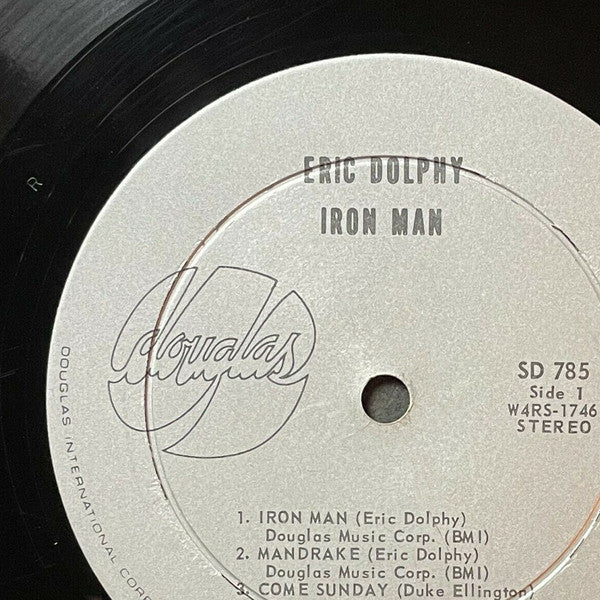 R
ERIC DOLPHY
IRON MAN
douglas
SD 785
Side 1
W4RS-1746
STEREO
DOUGLAS INTERNATIONAL CORP
1. IRON MAN (Eric Dolphy)
Douglas Music Corp. (BMI)
2. MANDRAKE (Eric Dolphy)
Douglas Music Corp. (BMI)
3. COME SUNDAY (Duke Ellington)